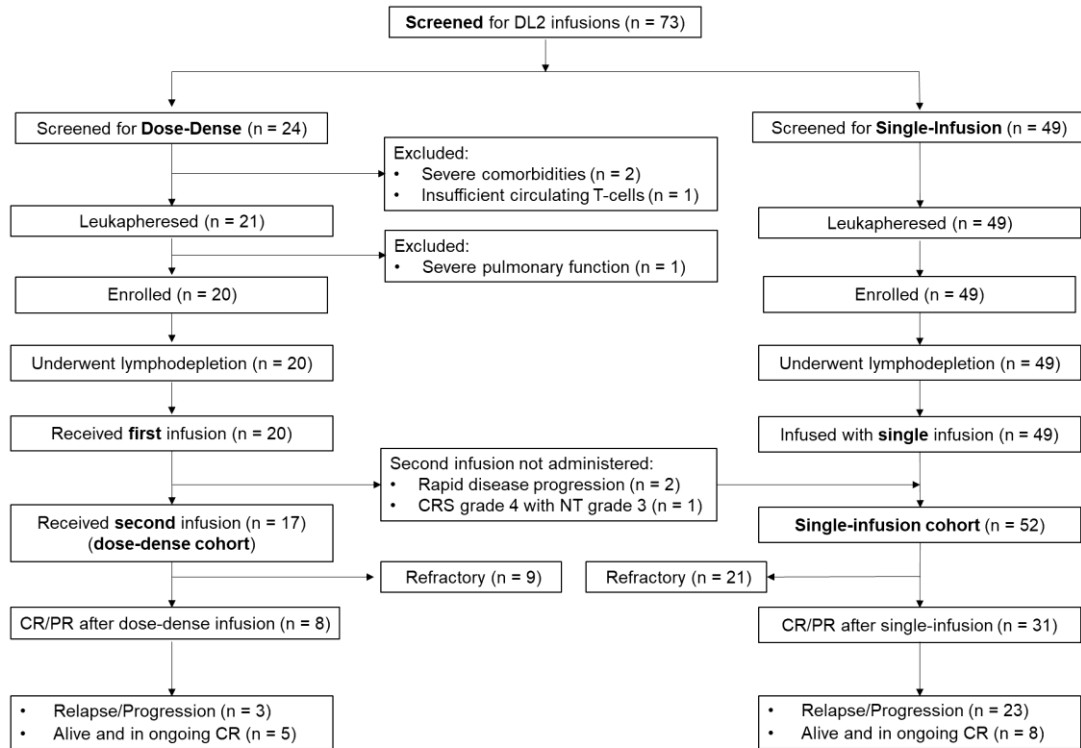 Screened for DL2 infusions (n = 73)
Screened for Dose-Dense (n = 24)
Screened for Single-Infusion (n = 49)
Excluded:
• Severe comorbidities (n = 2)
• Insufficient circulating T-cells (n = 1)
Leukapheresed (n = 21)
Leukapheresed (n = 49)
Excluded:
• Severe pulmonary function (n = 1)
Enrolled (n = 20)
Enrolled (n = 49)
Underwent lymphodepletion (n = 20)
Underwent lymphodepletion (n = 49)
Received first infusion (n = 20)
Infused with single infusion (n = 49)
Second infusion not administered:
• Rapid disease progression (n = 2)
• CRS grade 4 with NT grade 3 (n = 1)
Received second infusion (n = 17)
(dose-dense cohort)
Single-infusion cohort (n = 52)
Refractory (n = 9)
Refractory (n = 21)
CR/PR after dose-dense infusion (n = 8)
CR/PR after single-infusion (n = 31)
• Relapse/Progression (n = 3)
• Alive and in ongoing CR (n = 5)
• Relapse/Progression (n = 23)
• Alive and in ongoing CR (n = 8)